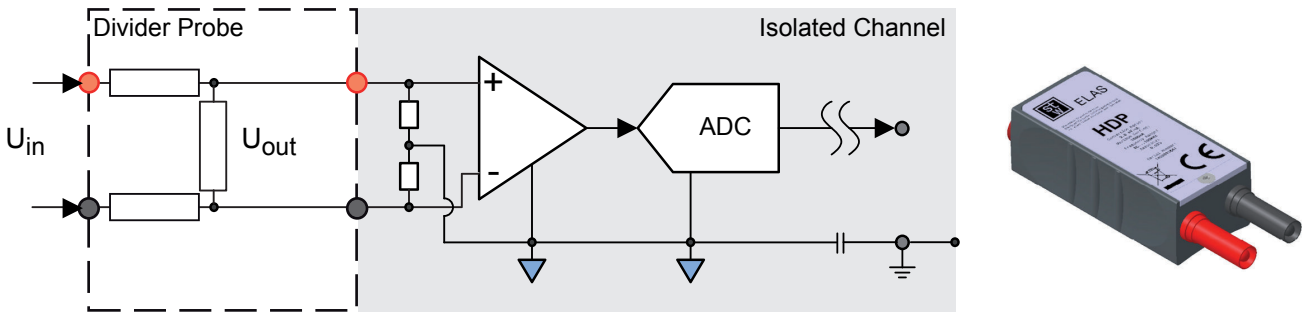 Divider Probe
Isolated Channel
U_in
U_out
+
-
ADC
ELAS
HDP
CE